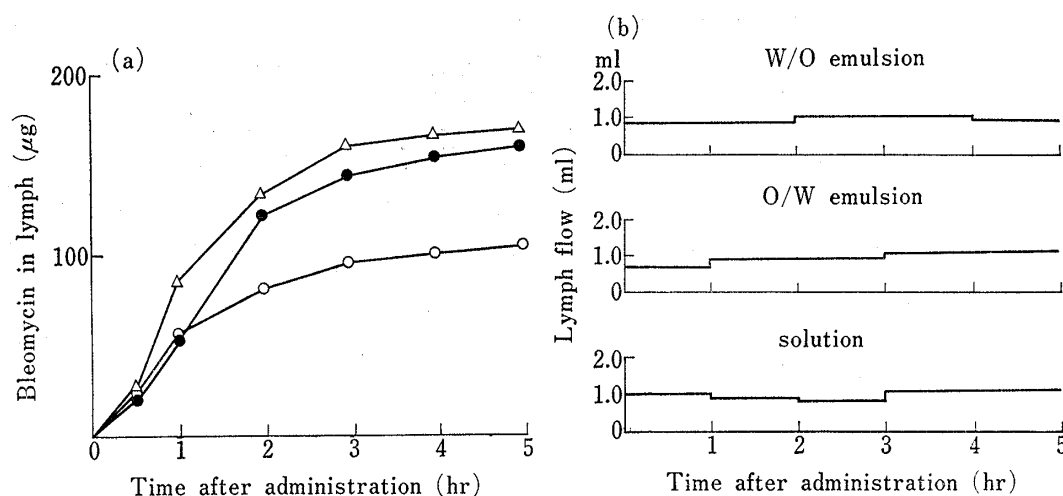 (a)
200
100
0 1 2 3 4 5
Bleomycin in lymph (μg)
Time after administration (hr)
(b)
ml
W/O emulsion
2.0
1.0
0
O/W emulsion
2.0
1.0
0
solution
2.0
1.0
0
1 2 3 4 5
Lymph flow (ml)
Time after administration (hr)